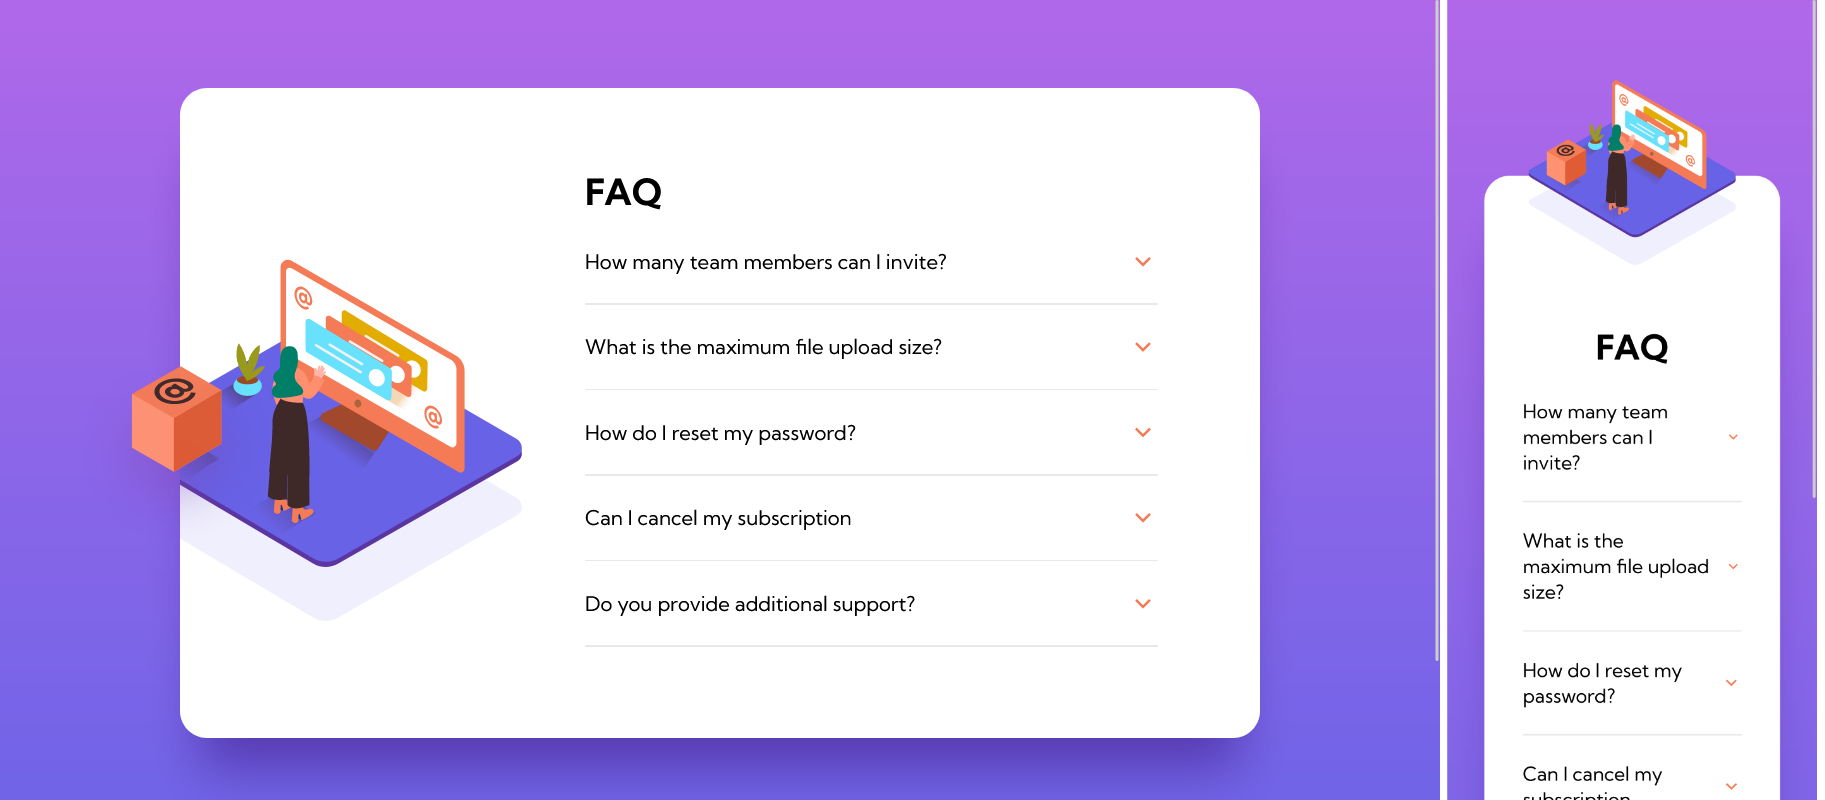 FAQ
How many team members can I invite?
What is the maximum file upload size?
How do I reset my password?
Can I cancel my subscription
Do you provide additional support?
@
@
@
FAQ
How many team
members can I
invite?
What is the
maximum file upload
size?
How do I reset my
password?
Can I cancel my
subscription
@
@
@